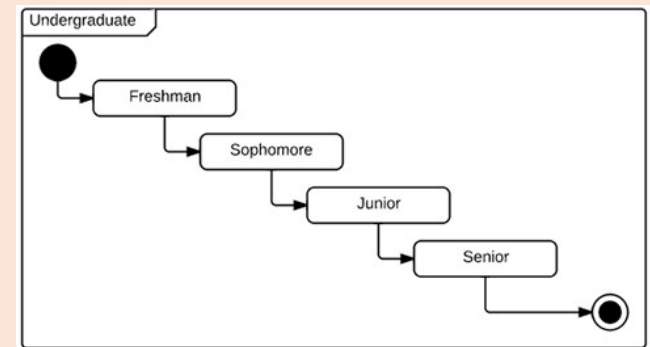 Undergraduate
Freshman
Sophomore
Junior
Senior